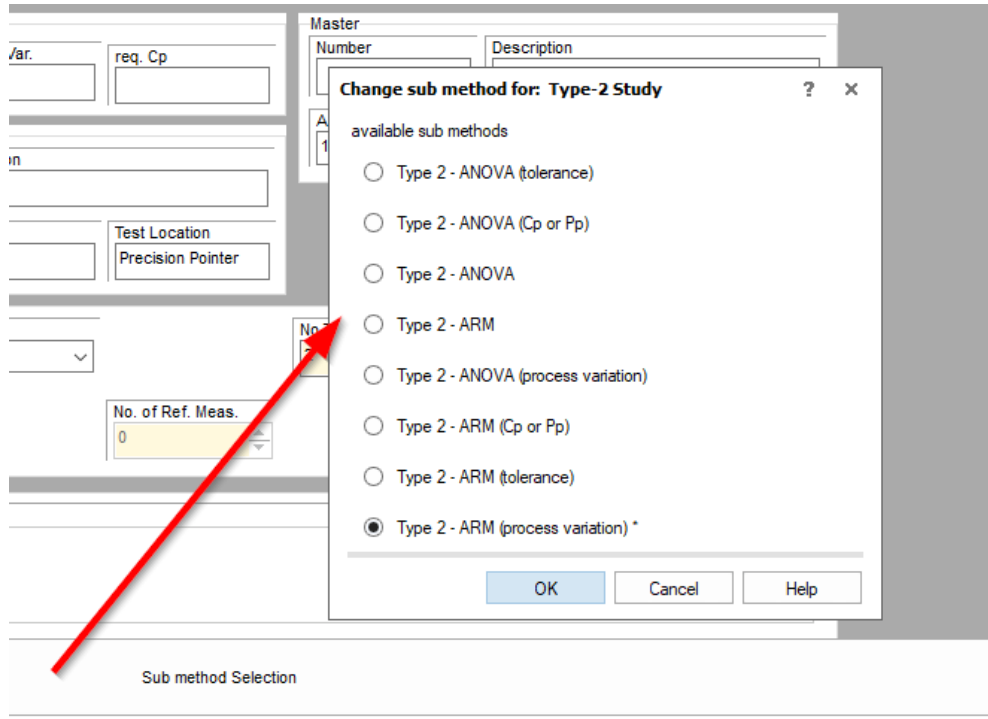 Master
Var.
req. Cp
Number
Description
Change sub method for: Type-2 Study
? ×
available sub methods
Type 2 - ANOVA (tolerance)
Type 2 - ANOVA (Cp or Pp)
Type 2 - ANOVA
Type 2 - ARM
Type 2 - ANOVA (process variation)
Type 2 - ARM (Cp or Pp)
Type 2 - ARM (tolerance)
Type 2 - ARM (process variation) *
OK
Cancel
Help
A
1
Test Location
Precision Pointer
No
2
No. of Ref. Meas.
0
Sub method Selection